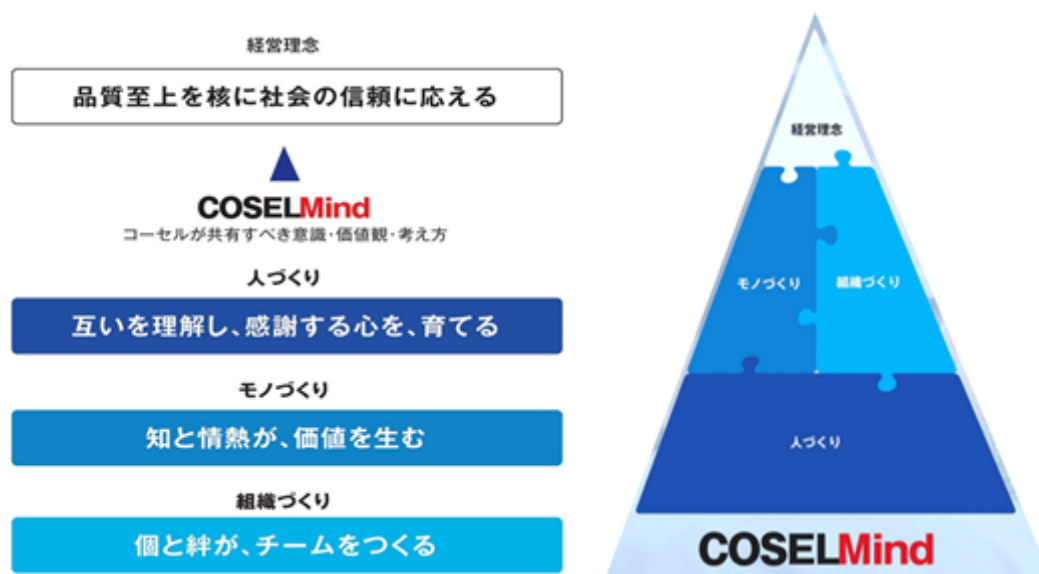 経営理念
品質至上を核に社会の信頼に応える
COSELMind
コーセルが共有すべき意識・価値観・考え方
人づくり
互いを理解し、感謝する心を、育てる
モノづくり
知と情熱が、価値を生む
組織づくり
個と絆が、チームをつくる
経営理念
モノづくり
組織づくり
人づくり
COSELMind